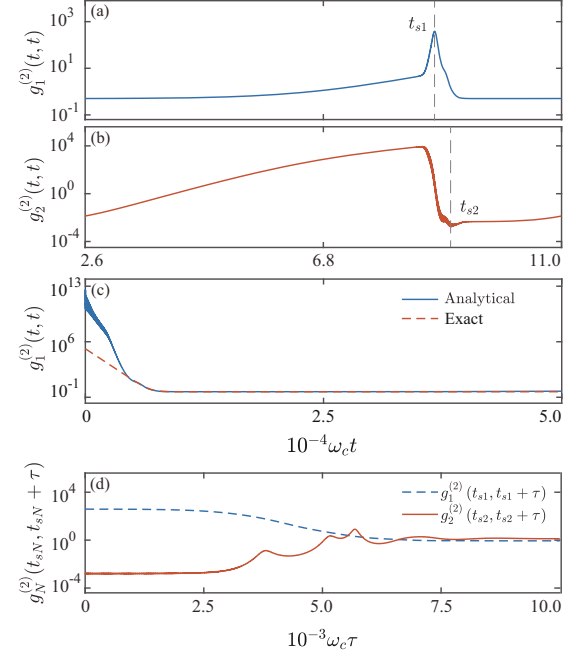 (a)
t_{s1}
10^3
10^1
10^{-1}
g_1^{(2)}(t, t)
(b)
t_{s2}
10^4
10^0
10^{-4}
g_2^{(2)}(t, t)
2.6 6.8 11.0
(c)
Analytical
Exact
10^{13}
10^6
10^{-1}
g_1^{(2)}(t, t)
0 2.5 5.0
10^{-4}ω_c t
(d)
g_1^{(2)}(t_{s1}, t_{s1} + τ)
g_2^{(2)}(t_{s2}, t_{s2} + τ)
10^4
10^0
10^{-4}
g_N^{(2)}(t_{sN}, t_{sN} + τ)
0 2.5 5.0 7.5 10.0
10^{-3}ω_c τ